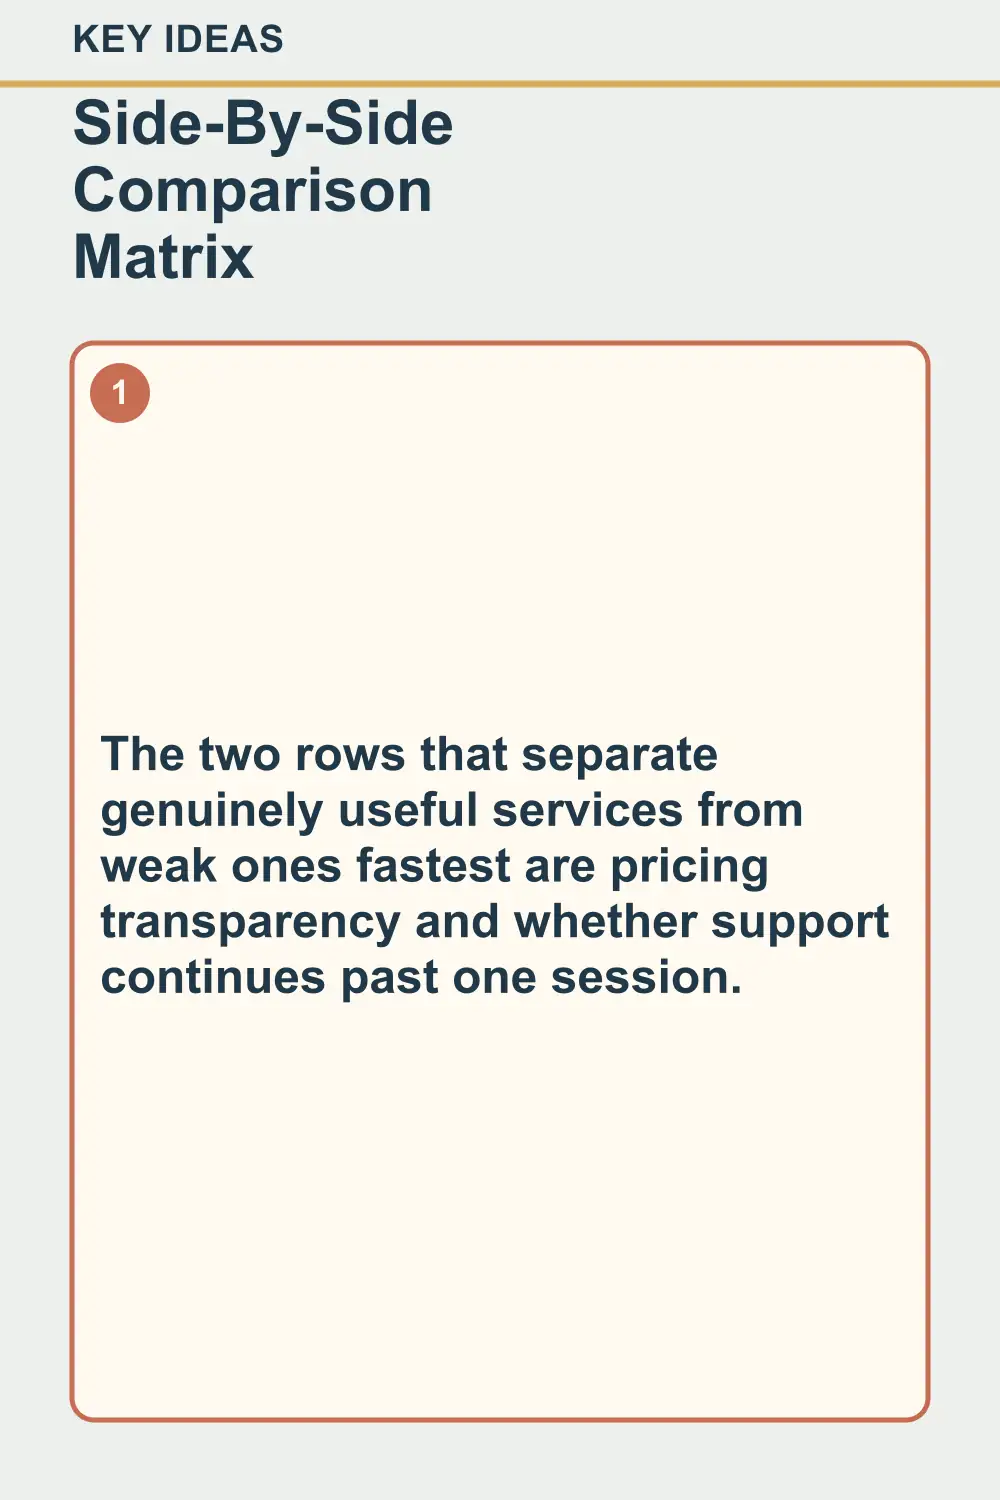 KEY IDEAS
Side-By-Side
Comparison
Matrix
1
The two rows that separate
genuinely useful services from
weak ones fastest are pricing
transparency and whether support
continues past one session.